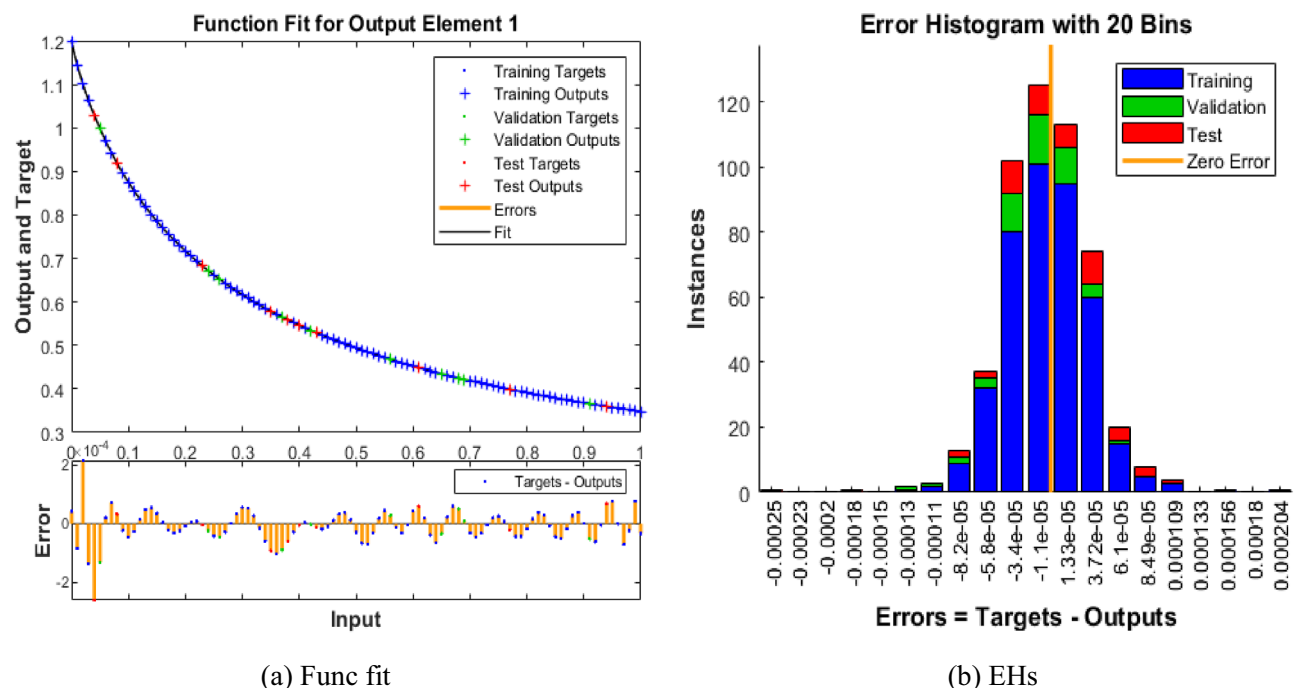 Function Fit for Output Element 1
1.2
1.1
1
0.9
0.8
0.7
0.6
0.5
0.4
0.3
Output and Target
Training Targets
Training Outputs
Validation Targets
Validation Outputs
Test Targets
Test Outputs
Errors
Fit
0 0.1 0.2 0.3 0.4 0.5 0.6 0.7 0.8 0.9 1
×10⁻⁴
2
0
-2
Error
Targets - Outputs
Input
(a) Func fit
Error Histogram with 20 Bins
120
100
80
60
40
20
0
Instances
Training
Validation
Test
Zero Error
-0.00025
-0.00023
-0.0002
-0.00018
-0.00015
-0.00013
-0.00011
-8.2e-05
-5.8e-05
-3.4e-05
-1.1e-05
1.33e-05
3.72e-05
6.1e-05
8.49e-05
0.000109
0.000133
0.000156
0.00018
0.000204
Errors = Targets - Outputs
(b) EHs